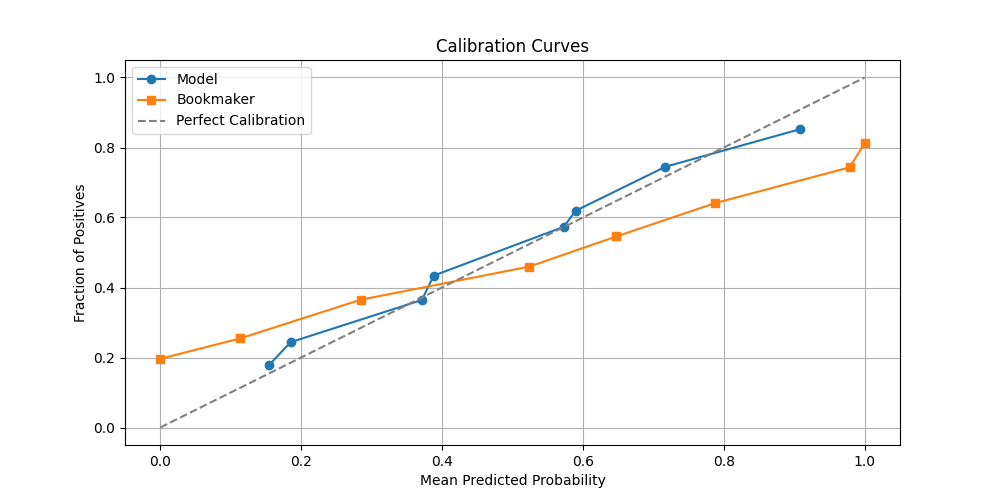 Calibration Curves
Model
Bookmaker
Perfect Calibration
1.0
0.8
0.6
0.4
0.2
0.0
Fraction of Positives
0.0 0.2 0.4 0.6 0.8 1.0
Mean Predicted Probability